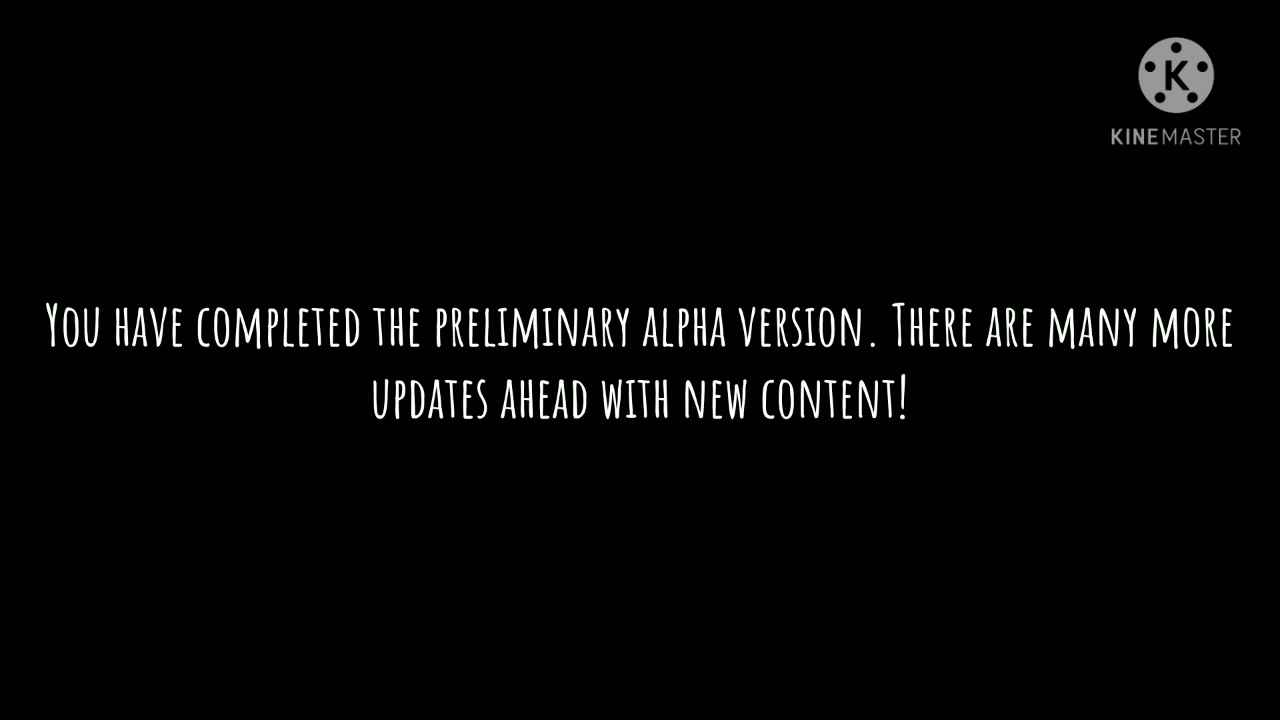 KINEMASTER
You have completed the preliminary alpha version. There are many more
updates ahead with new content!